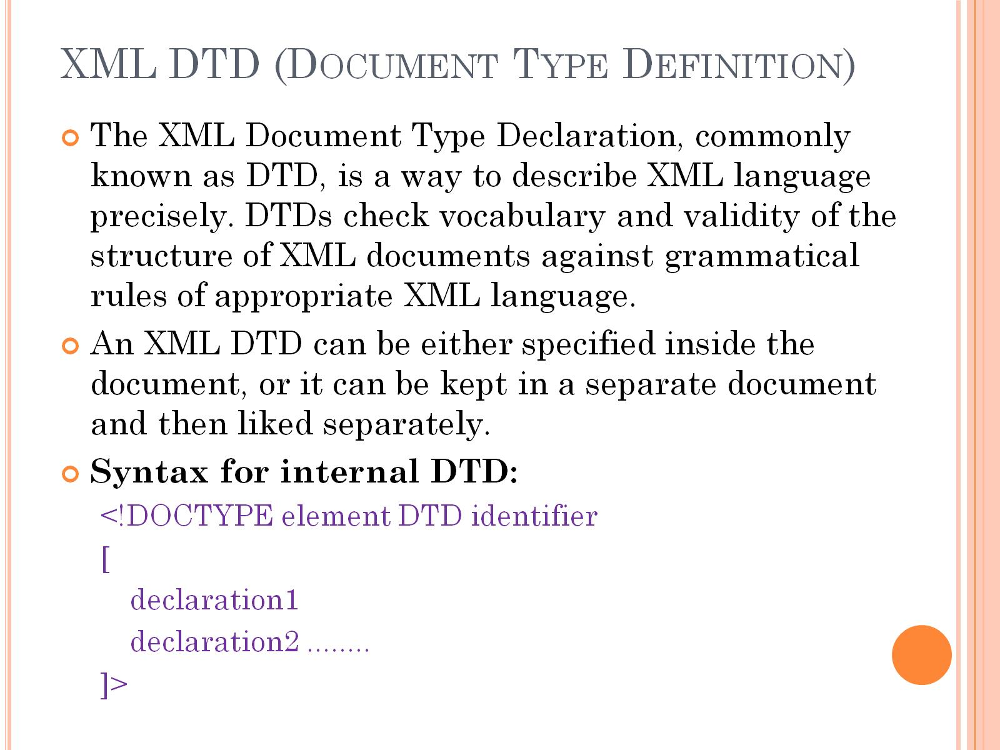 XML DTD (DOCUMENT TYPE DEFINITION)
The XML Document Type Declaration, commonly
known as DTD, is a way to describe XML language
precisely. DTDs check vocabulary and validity of the
structure of XML documents against grammatical
rules of appropriate XML language.
An XML DTD can be either specified inside the
document, or it can be kept in a separate document
and then liked separately.
Syntax for internal DTD:
<!DOCTYPE element DTD identifier
[
declaration1
declaration2 ........
]>